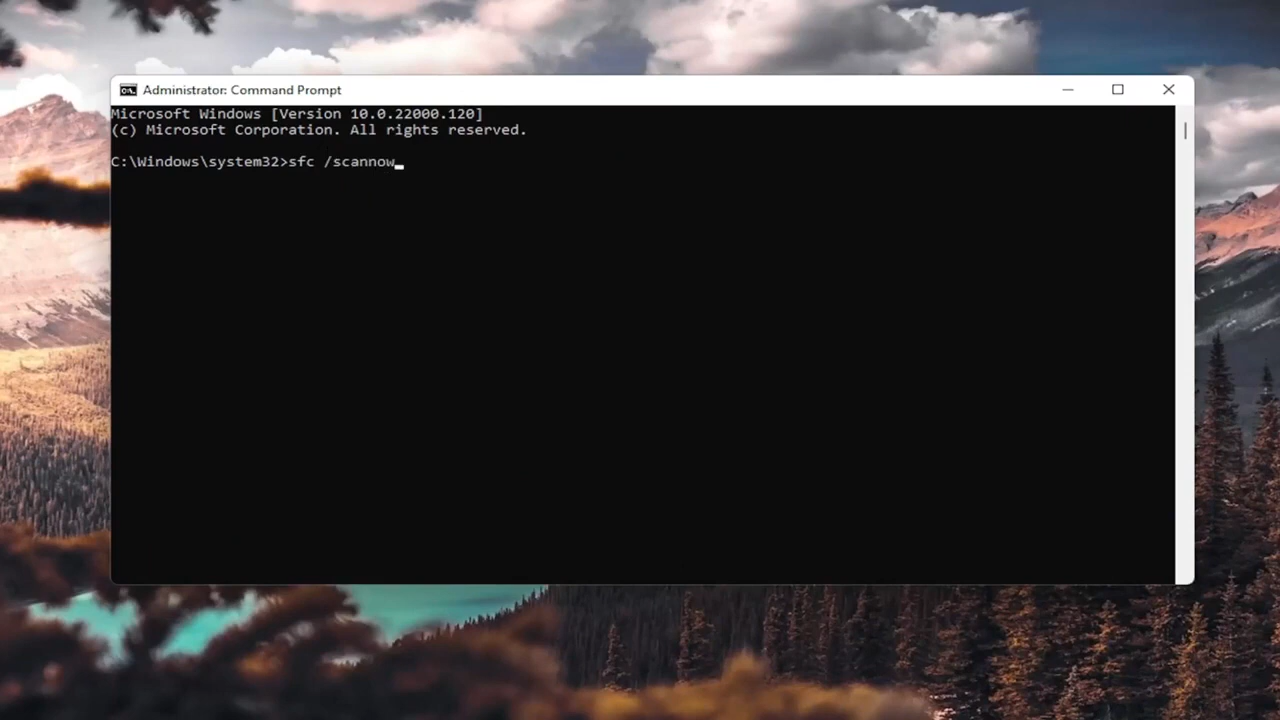 Administrator: Command Prompt
Microsoft Windows [Version 10.0.22000.120]
(c) Microsoft Corporation. All rights reserved.
C:\Windows\system32>sfc /scannow